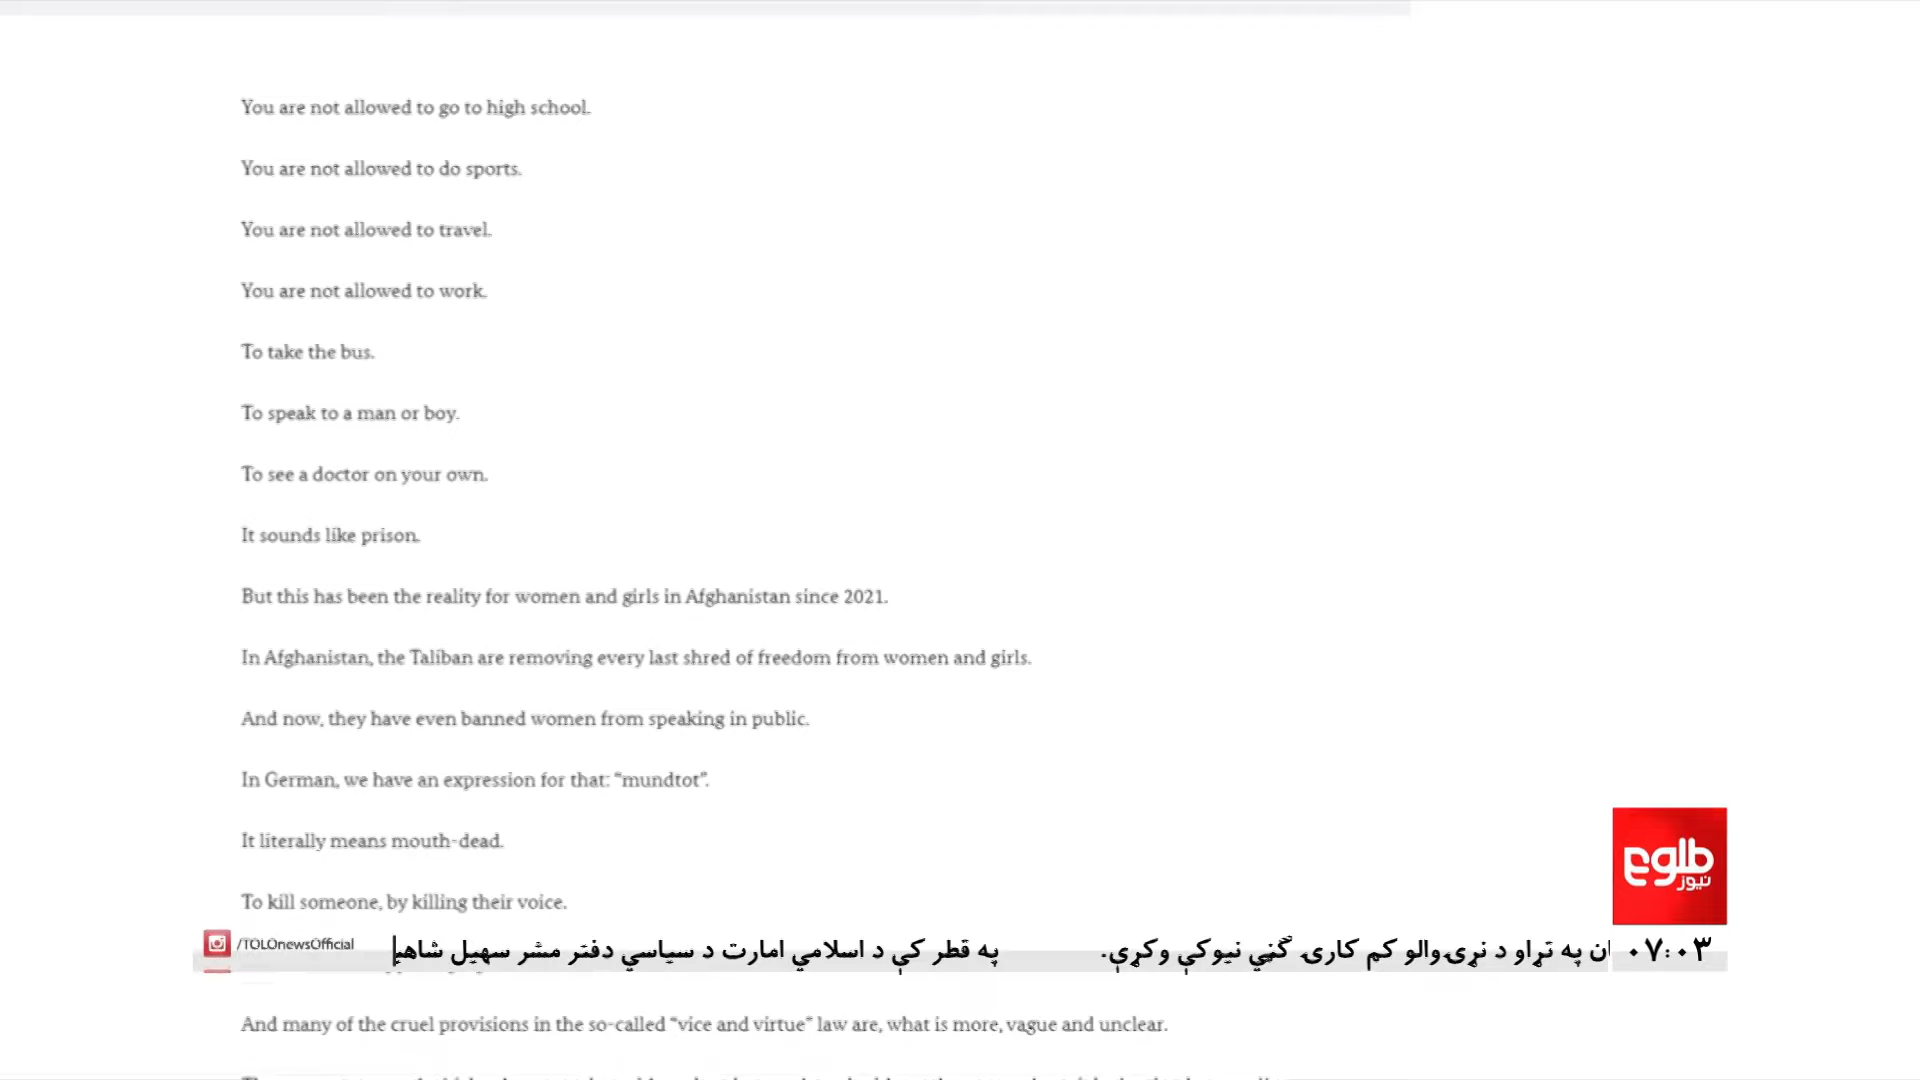 You are not allowed to go to high school.
You are not allowed to do sports.
You are not allowed to travel.
You are not allowed to work.
To take the bus.
To speak to a man or boy.
To see a doctor on your own.
It sounds like prison.
But this has been the reality for women and girls in Afghanistan since 2021.
In Afghanistan, the Taliban are removing every last shred of freedom from women and girls.
And now, they have even banned women from speaking in public.
In German, we have an expression for that: “mundtot”.
It literally means mouth-dead.
To kill someone, by killing their voice.
طلوع
نیوز
/TOLOnewsOfficial
ان په تړاو د نړۍوالو کم کارۍ ګڼې نیوکې وکړې. په قطر کې د اسلامي امارت د سیاسي دفتر مشر سهیل شاهی
۰۷:۰۳
And many of the cruel provisions in the so-called “vice and virtue” law are, what is more, vague and unclear.